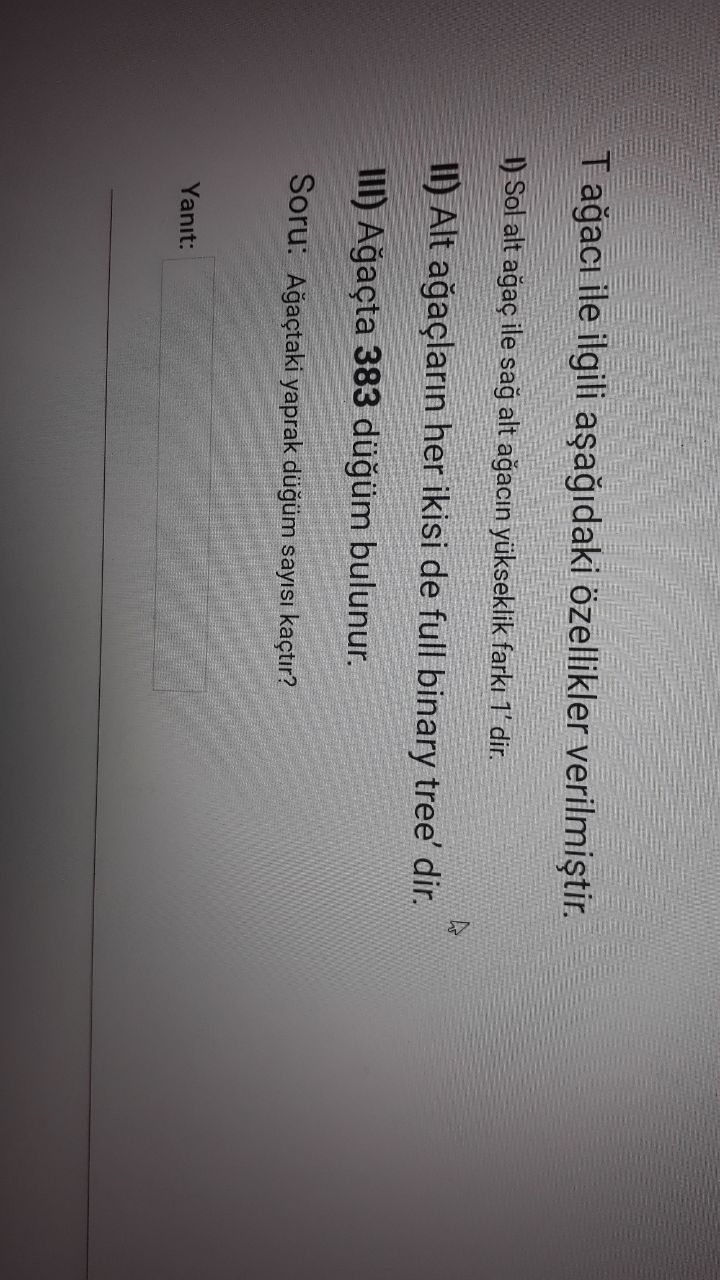 T ağacı ile ilgili aşağıdaki özellikler verilmiştir.
I) Sol alt ağaç ile sağ alt ağacın yükseklik farkı 1' dir.
II) Alt ağaçların her ikisi de full binary tree' dir.
III) Ağaçta 383 düğüm bulunur.
Soru: Ağaçtaki yaprak düğüm sayısı kaçtır?
Yanıt: